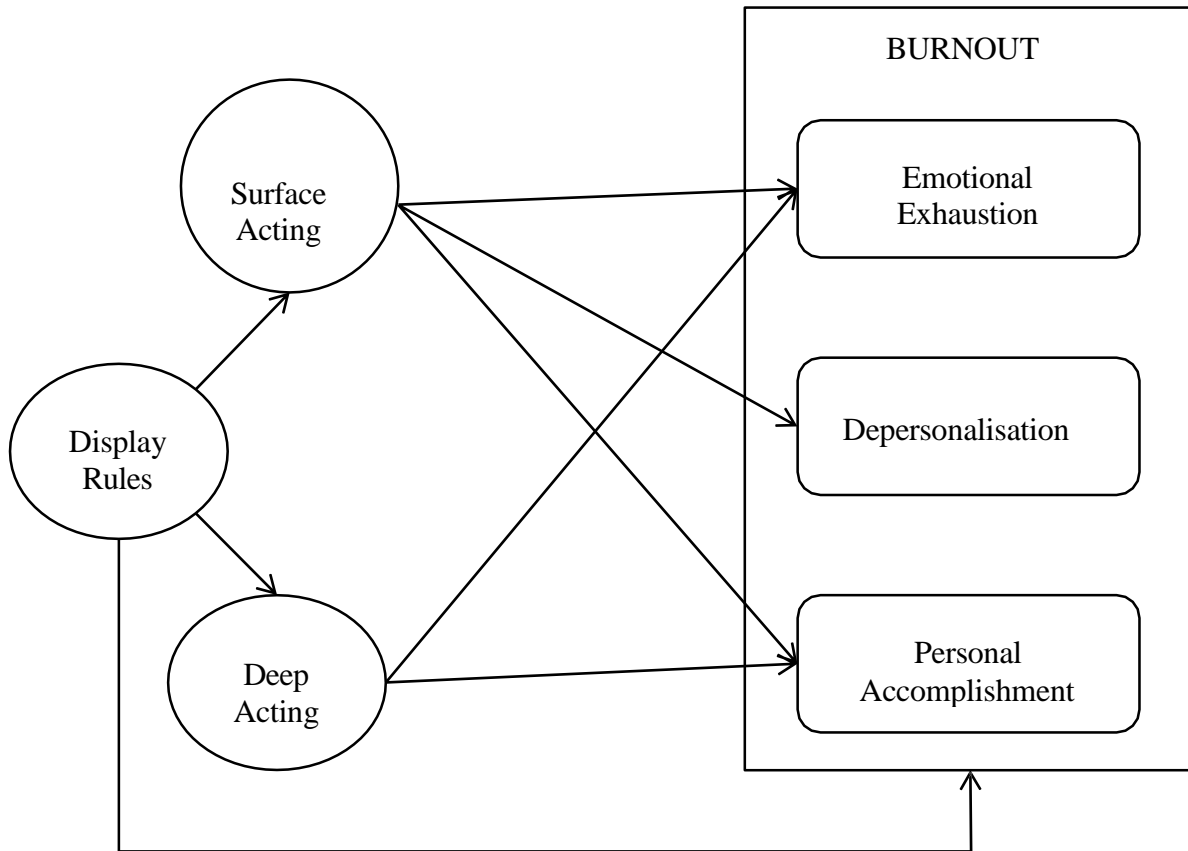 BURNOUT
Surface
Acting
Emotional
Exhaustion
Display
Rules
Depersonalisation
Deep
Acting
Personal
Accomplishment